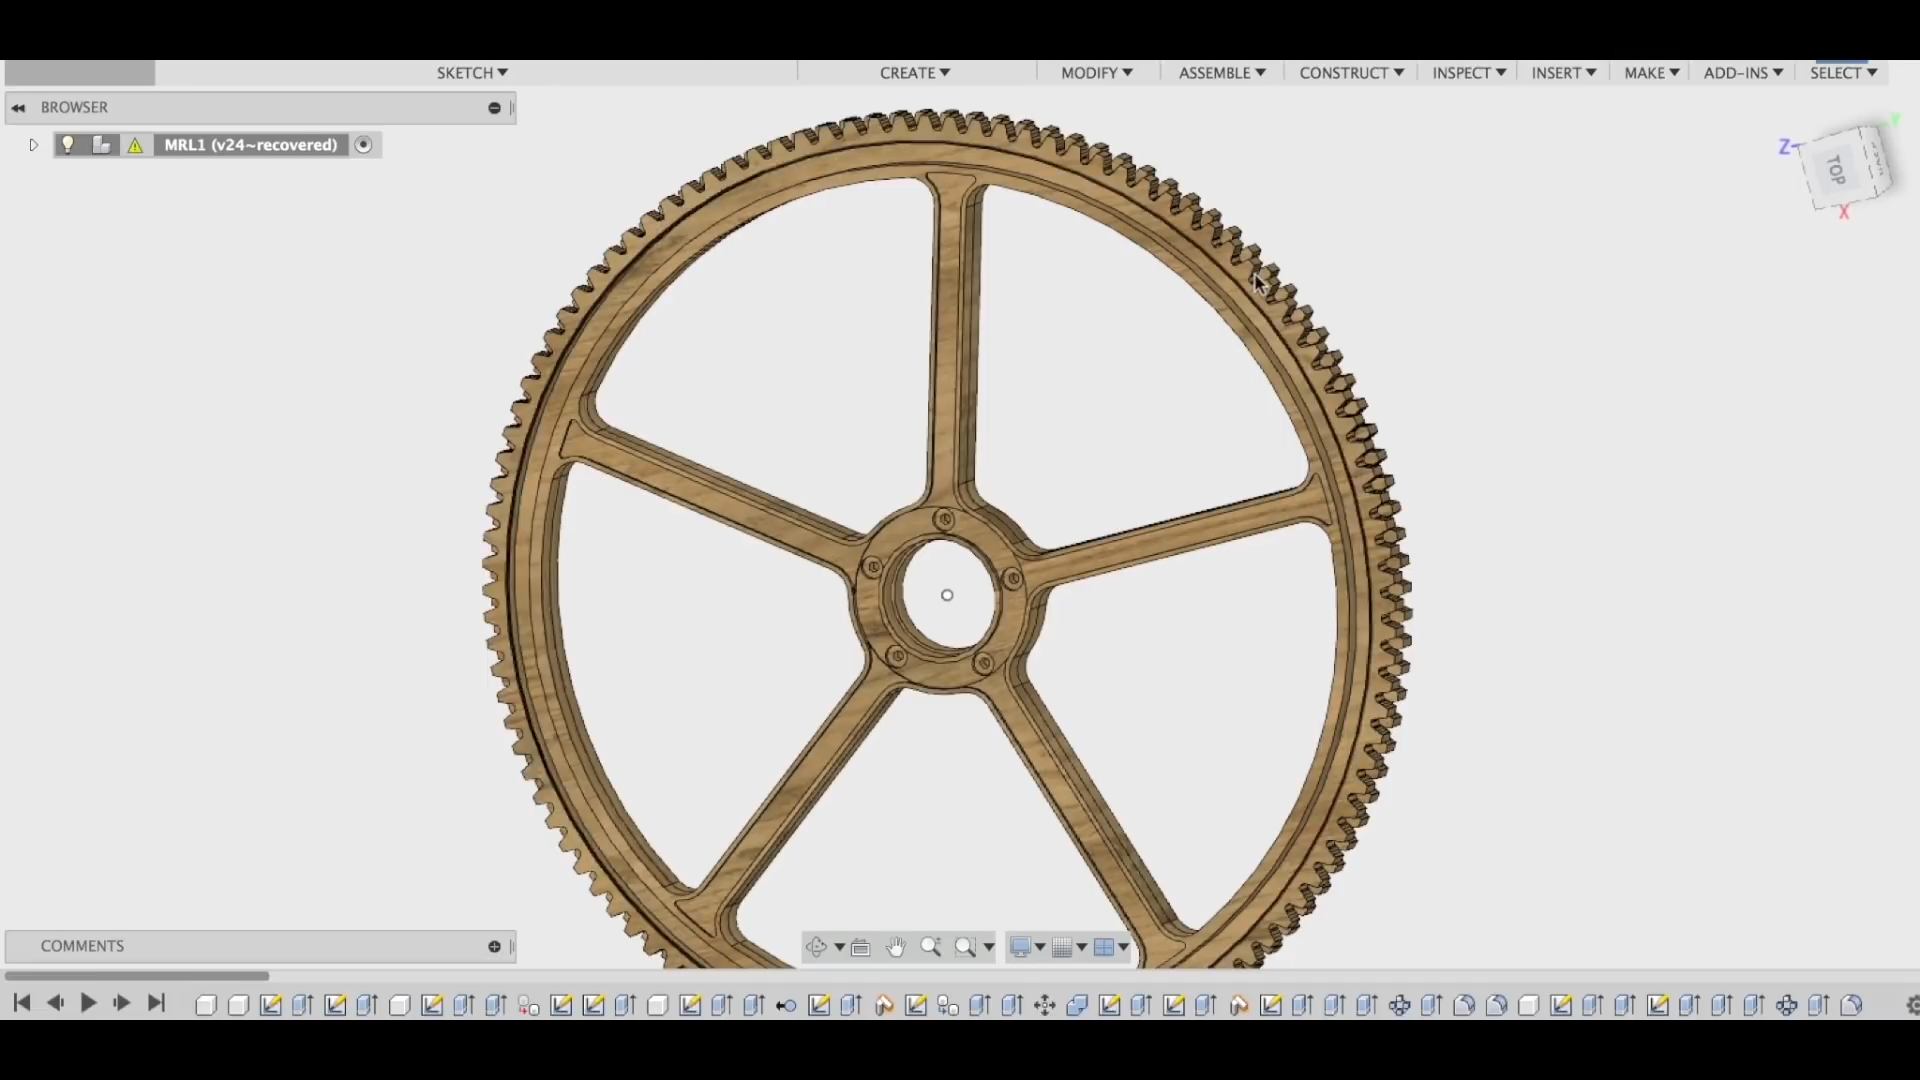 SKETCH CREATE MODIFY ASSEMBLE CONSTRUCT INSPECT INSERT MAKE ADD-INS SELECT
BROWSER
MRL1 (v24~recovered)
Z
Y
TOP
X
COMMENTS